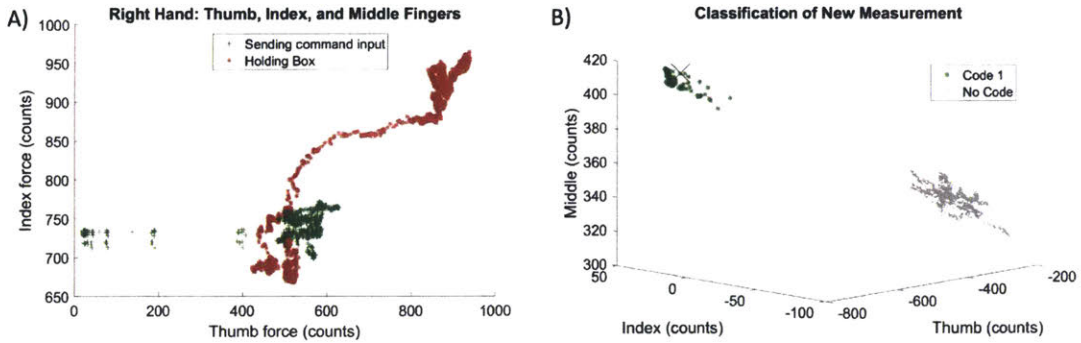 A)
Right Hand: Thumb, Index, and Middle Fingers
Sending command input
Holding Box
Index force (counts)
1000
950
900
850
800
750
700
650
0 200 400 600 800 1000
Thumb force (counts)
B)
Classification of New Measurement
Code 1
No Code
Middle (counts)
420
400
380
360
340
320
300
50 0 -50 -100
Index (counts)
-800 -600 -400 -200
Thumb (counts)